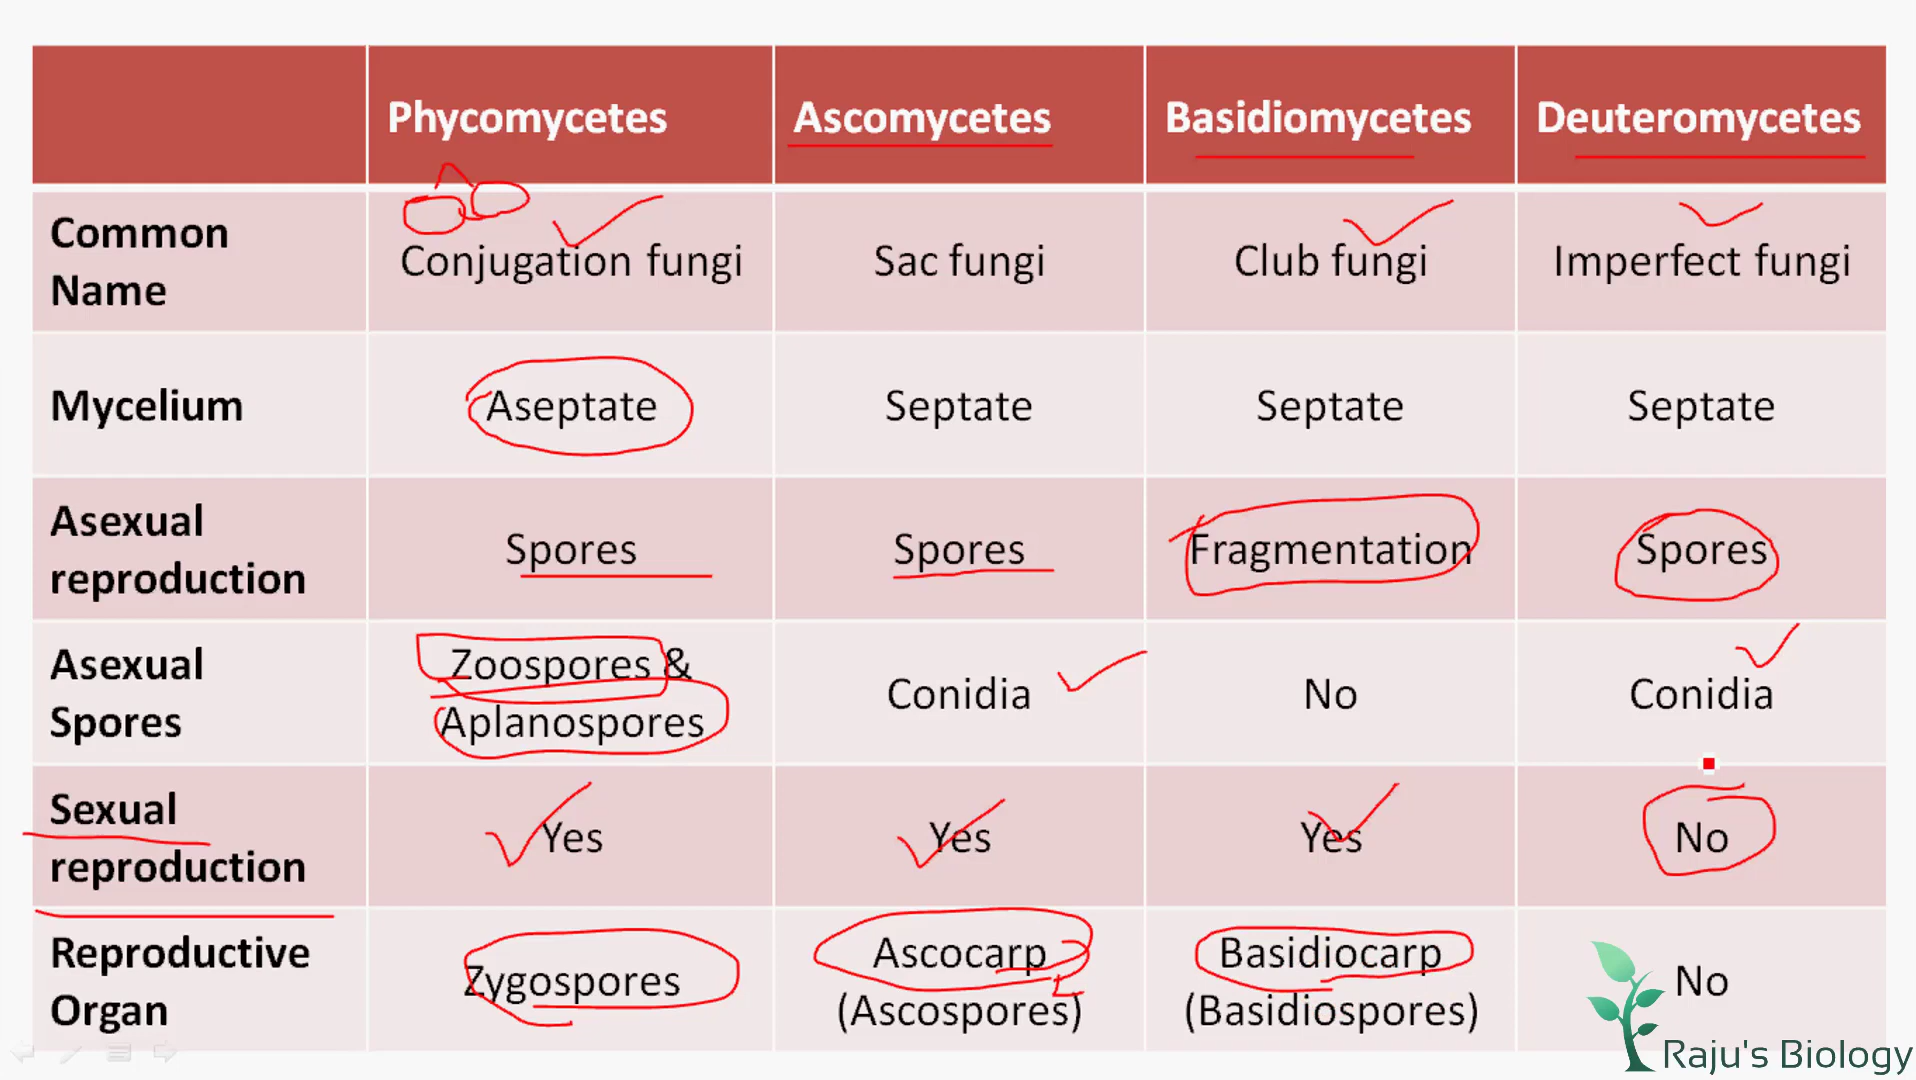 Phycomycetes Ascomycetes Basidiomycetes Deuteromycetes
Common
Name
Conjugation fungi Sac fungi Club fungi Imperfect fungi
Mycelium Aseptate Septate Septate Septate
Asexual
reproduction
Spores Spores Fragmentation Spores
Asexual
Spores
Zoospores &
Aplanospores
Conidia No Conidia
Sexual
reproduction
Yes Yes Yes No
Reproductive
Organ
Zygospores
Ascocarp
(Ascospores)
Basidiocarp
(Basidiospores)
No
Raju's Biology